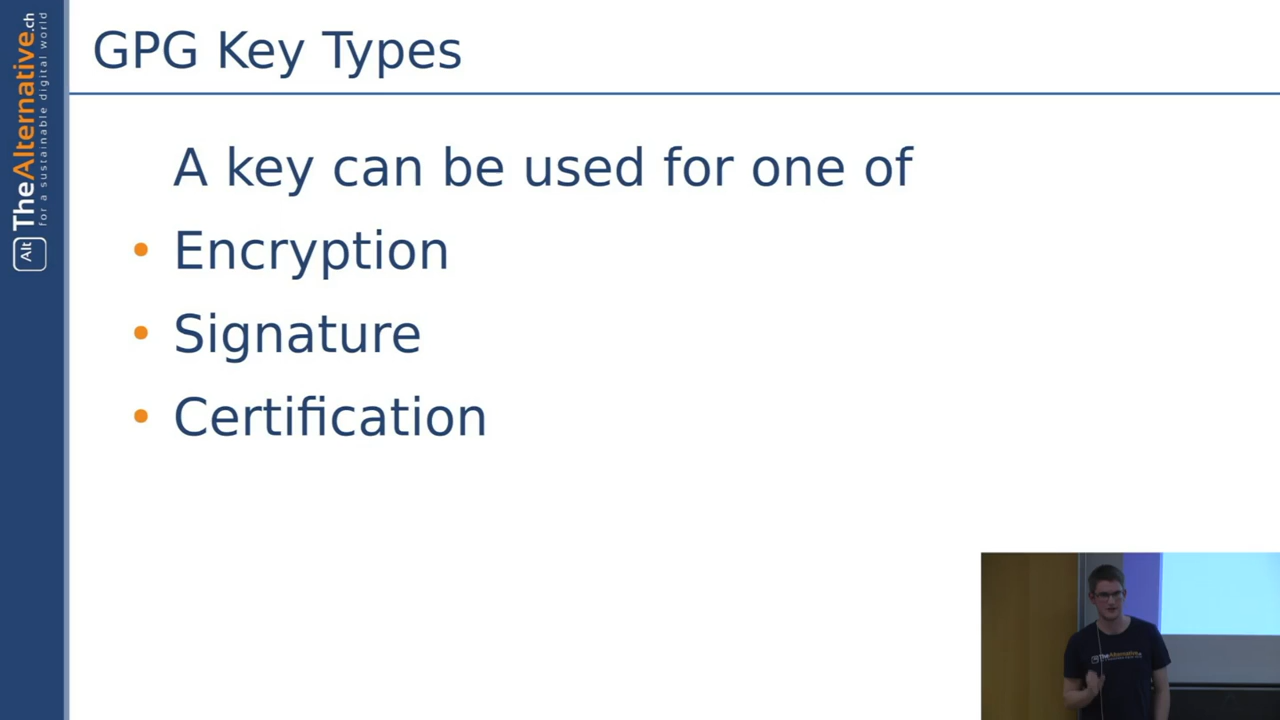 GPG Key Types
A key can be used for one of
• Encryption
• Signature
• Certification
Alt TheAlternative.ch
for a sustainable digital world
TheAlternative